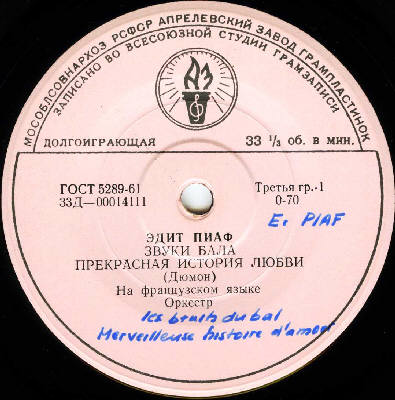 МОСОБЛСОВНАРХОЗ РСФСР АПРЕЛЕВСКИЙ ЗАВОД ГРАМПЛАСТИНОК
ЗАПИСАНО ВО ВСЕСОЮЗНОЙ СТУДИИ ГРАМЗАПИСИ
АЗ
ДОЛГОИГРАЮЩАЯ 33 ⅓ об. в мин.
ГОСТ 5289-61 Третья гр.-1
33Д—00014111 0-70
E. PIAF
ЭДИТ ПИАФ
ЗВУКИ БАЛА
ПРЕКРАСНАЯ ИСТОРИЯ ЛЮБВИ
(Дюмон)
На французском языке
Оркестр
Les bruits du bal
Merveilleuse histoire d'amour